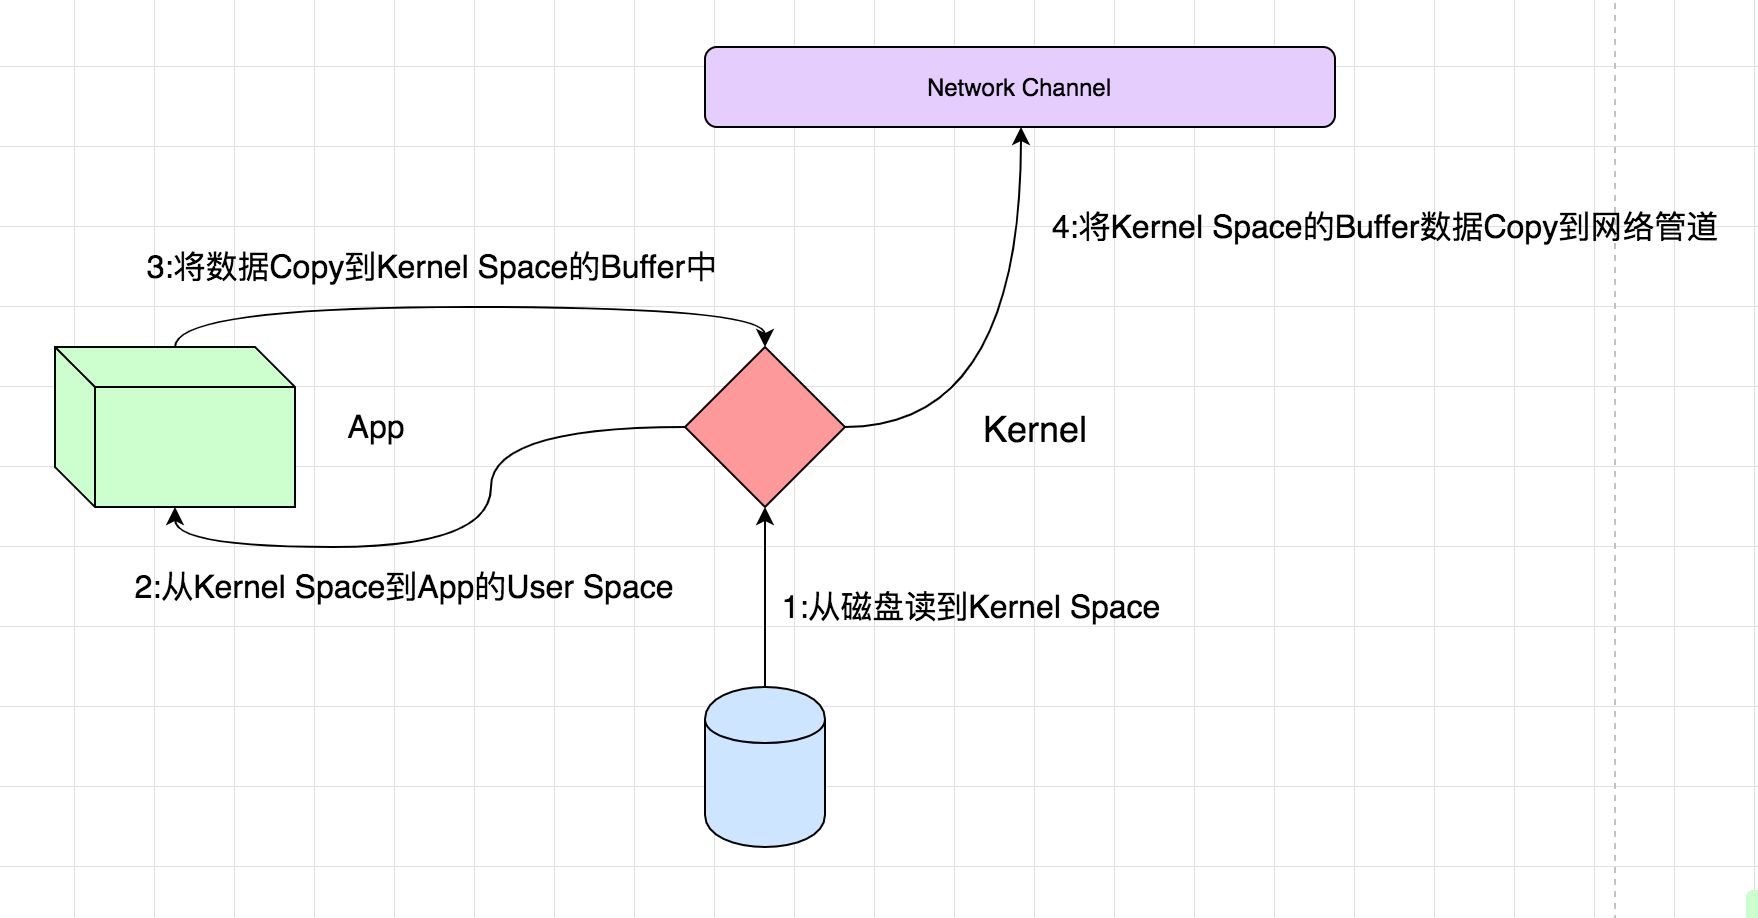 Network Channel
4:将Kernel Space的Buffer数据Copy到网络管道
3:将数据Copy到Kernel Space的Buffer中
App
Kernel
2:从Kernel Space到App的User Space
1:从磁盘读到Kernel Space